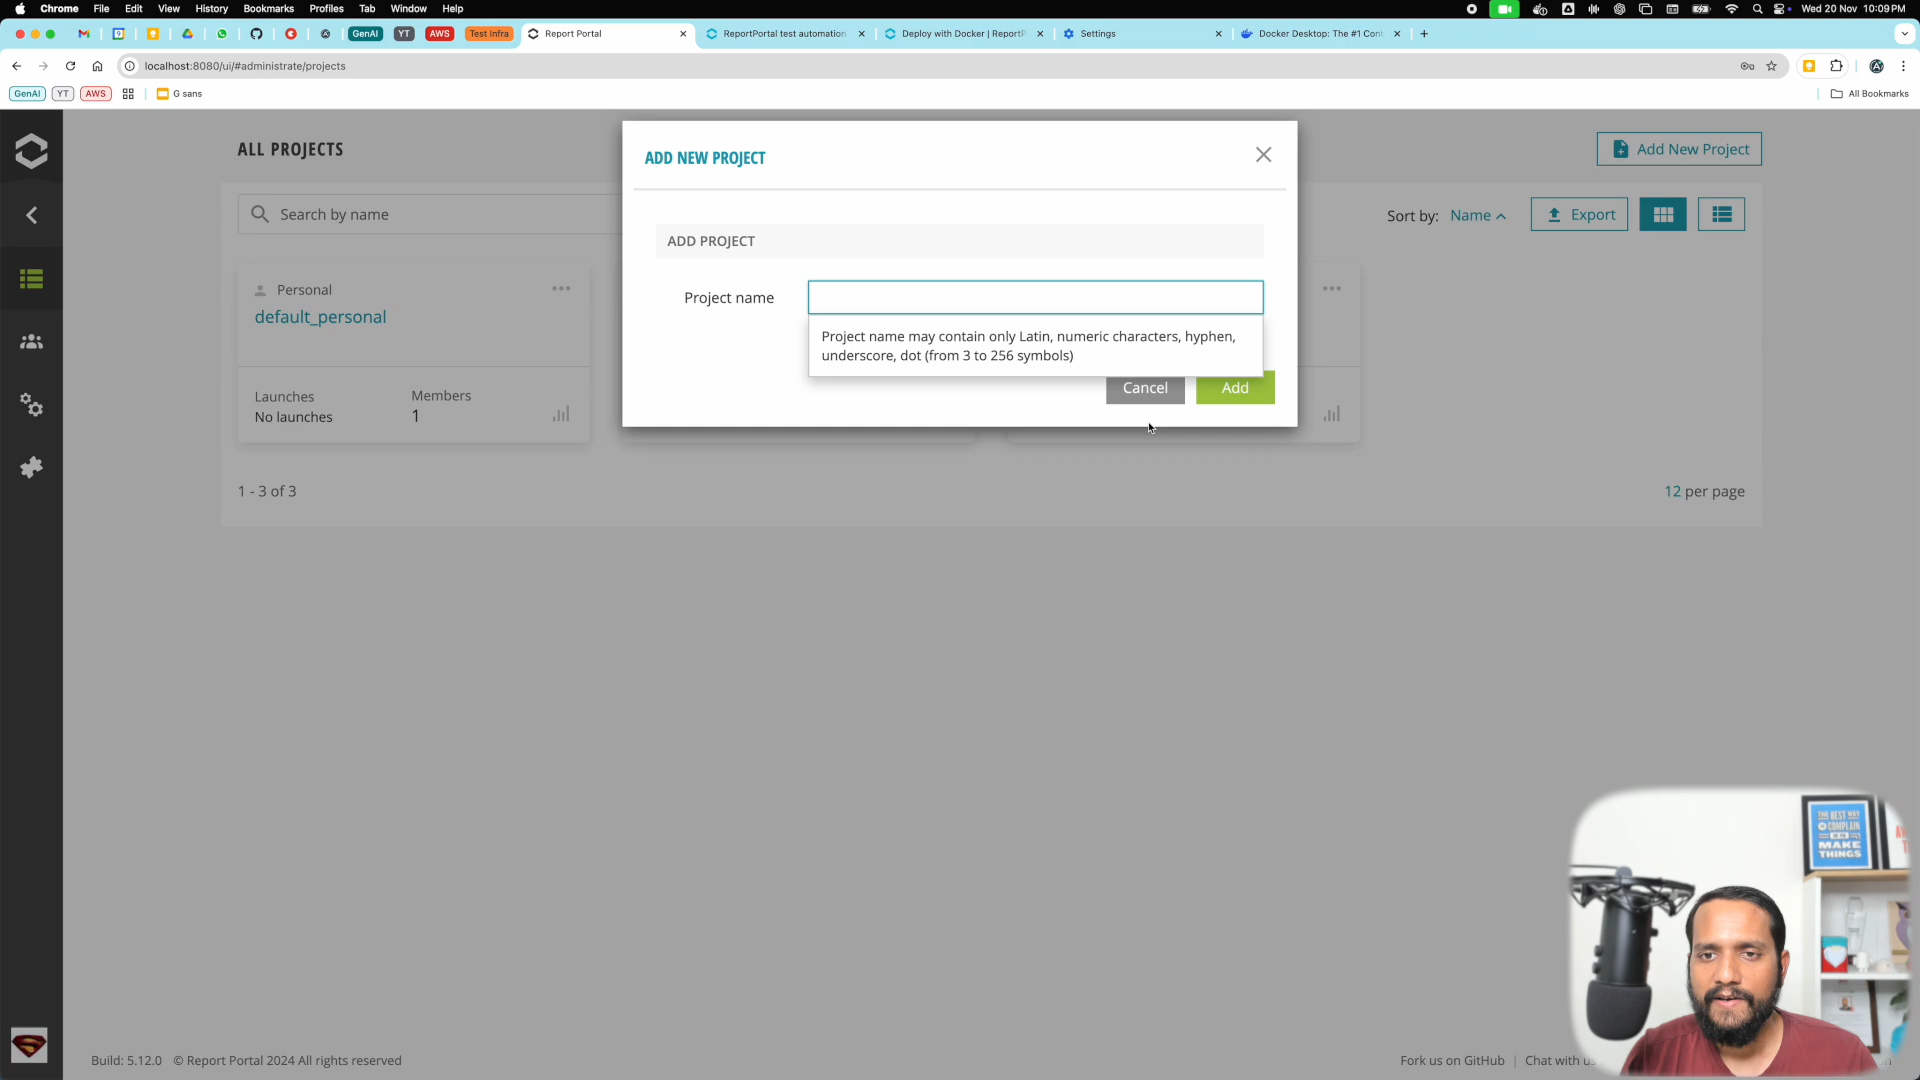 Chrome File Edit View History Bookmarks Profiles Tab Window Help Wed 20 Nov 10:09 PM
GenAI YT AWS Test Infra Report Portal ReportPortal test automation Deploy with Docker | ReportP Settings Docker Desktop: The #1 Cont
localhost:8080/ui/#administrate/projects
GenAI YT AWS G sans All Bookmarks
ALL PROJECTS
Add New Project
Search by name
Sort by: Name
Export
Personal
default_personal
Launches
No launches
Members
1
1 - 3 of 3
12 per page
ADD NEW PROJECT
ADD PROJECT
Project name
Project name may contain only Latin, numeric characters, hyphen,
underscore, dot (from 3 to 256 symbols)
Cancel
Add
THE BEST WAY
TO COMPLAIN
IS TO
MAKE
THINGS
Build: 5.12.0 © Report Portal 2024 All rights reserved
Fork us on GitHub | Chat with us